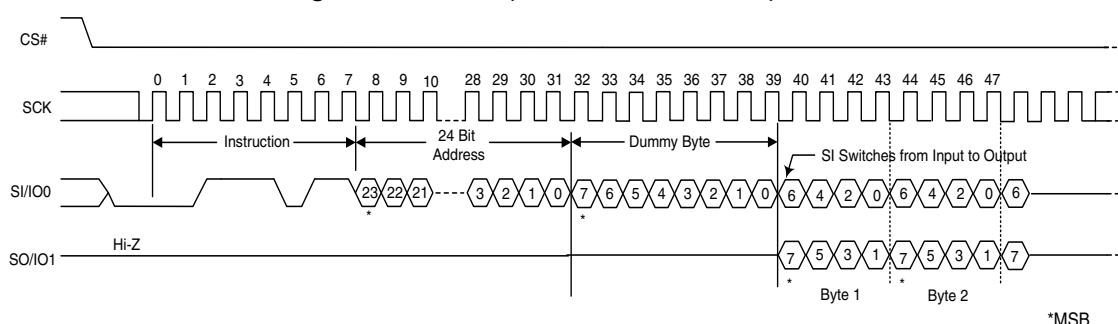 CS#
0 1 2 3 4 5 6 7 8 9 10 28 29 30 31 32 33 34 35 36 37 38 39 40 41 42 43 44 45 46 47
SCK
Instruction
24 Bit
Address
Dummy Byte
SI Switches from Input to Output
SI/IO0
23 22 21 3 2 1 0 7 6 5 4 3 2 1 0 6 4 2 0 6 4 2 0 6
* *
Hi-Z
SO/IO1
7 5 3 1 7 5 3 1 7
* *
Byte 1 Byte 2
*MSB